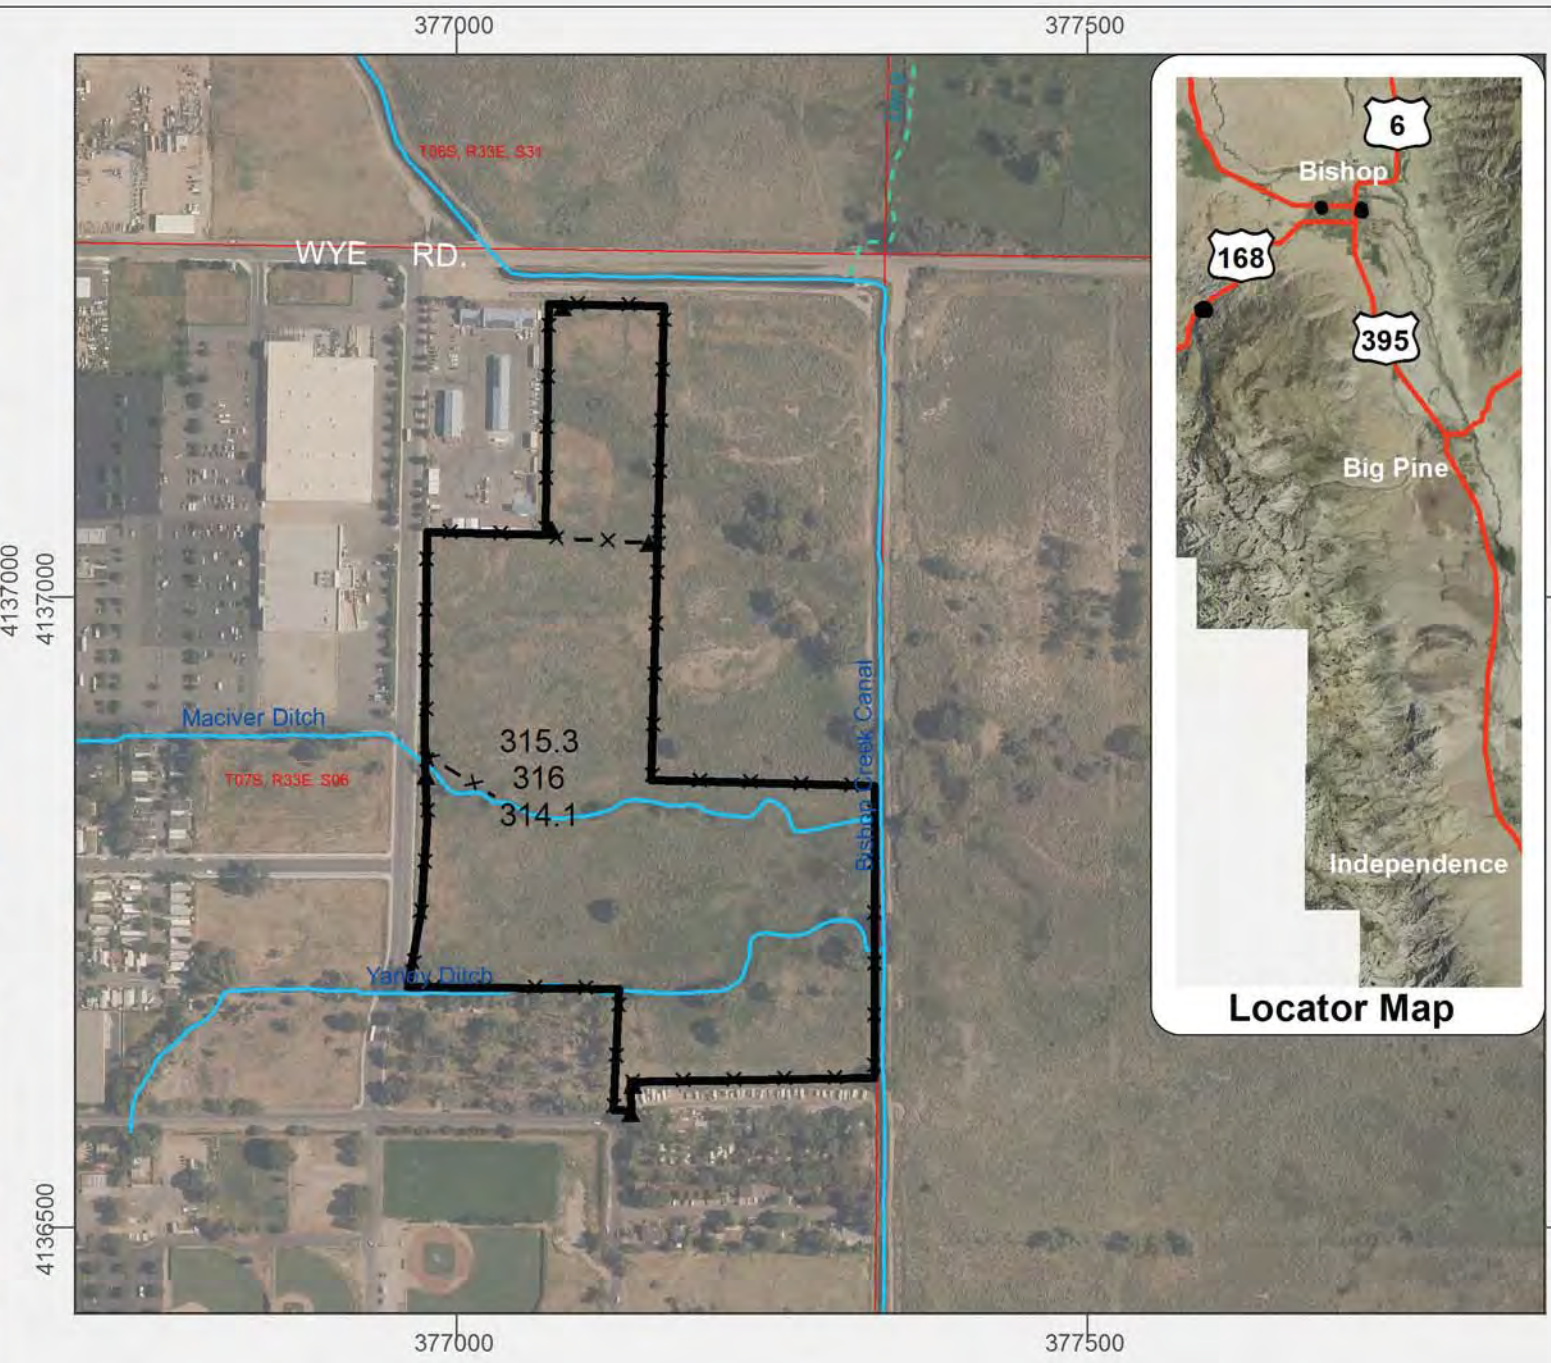 377000
377500
T06S, R33E, S31
WYE RD.
6
Bishop
168
395
Big Pine
4137000
4137000
Maciver Ditch
315.3
316
314.1
T07S, R33E, S06
Bishop Creek Canal
Independence
Yaney Ditch
Locator Map
4136500
377000
377500